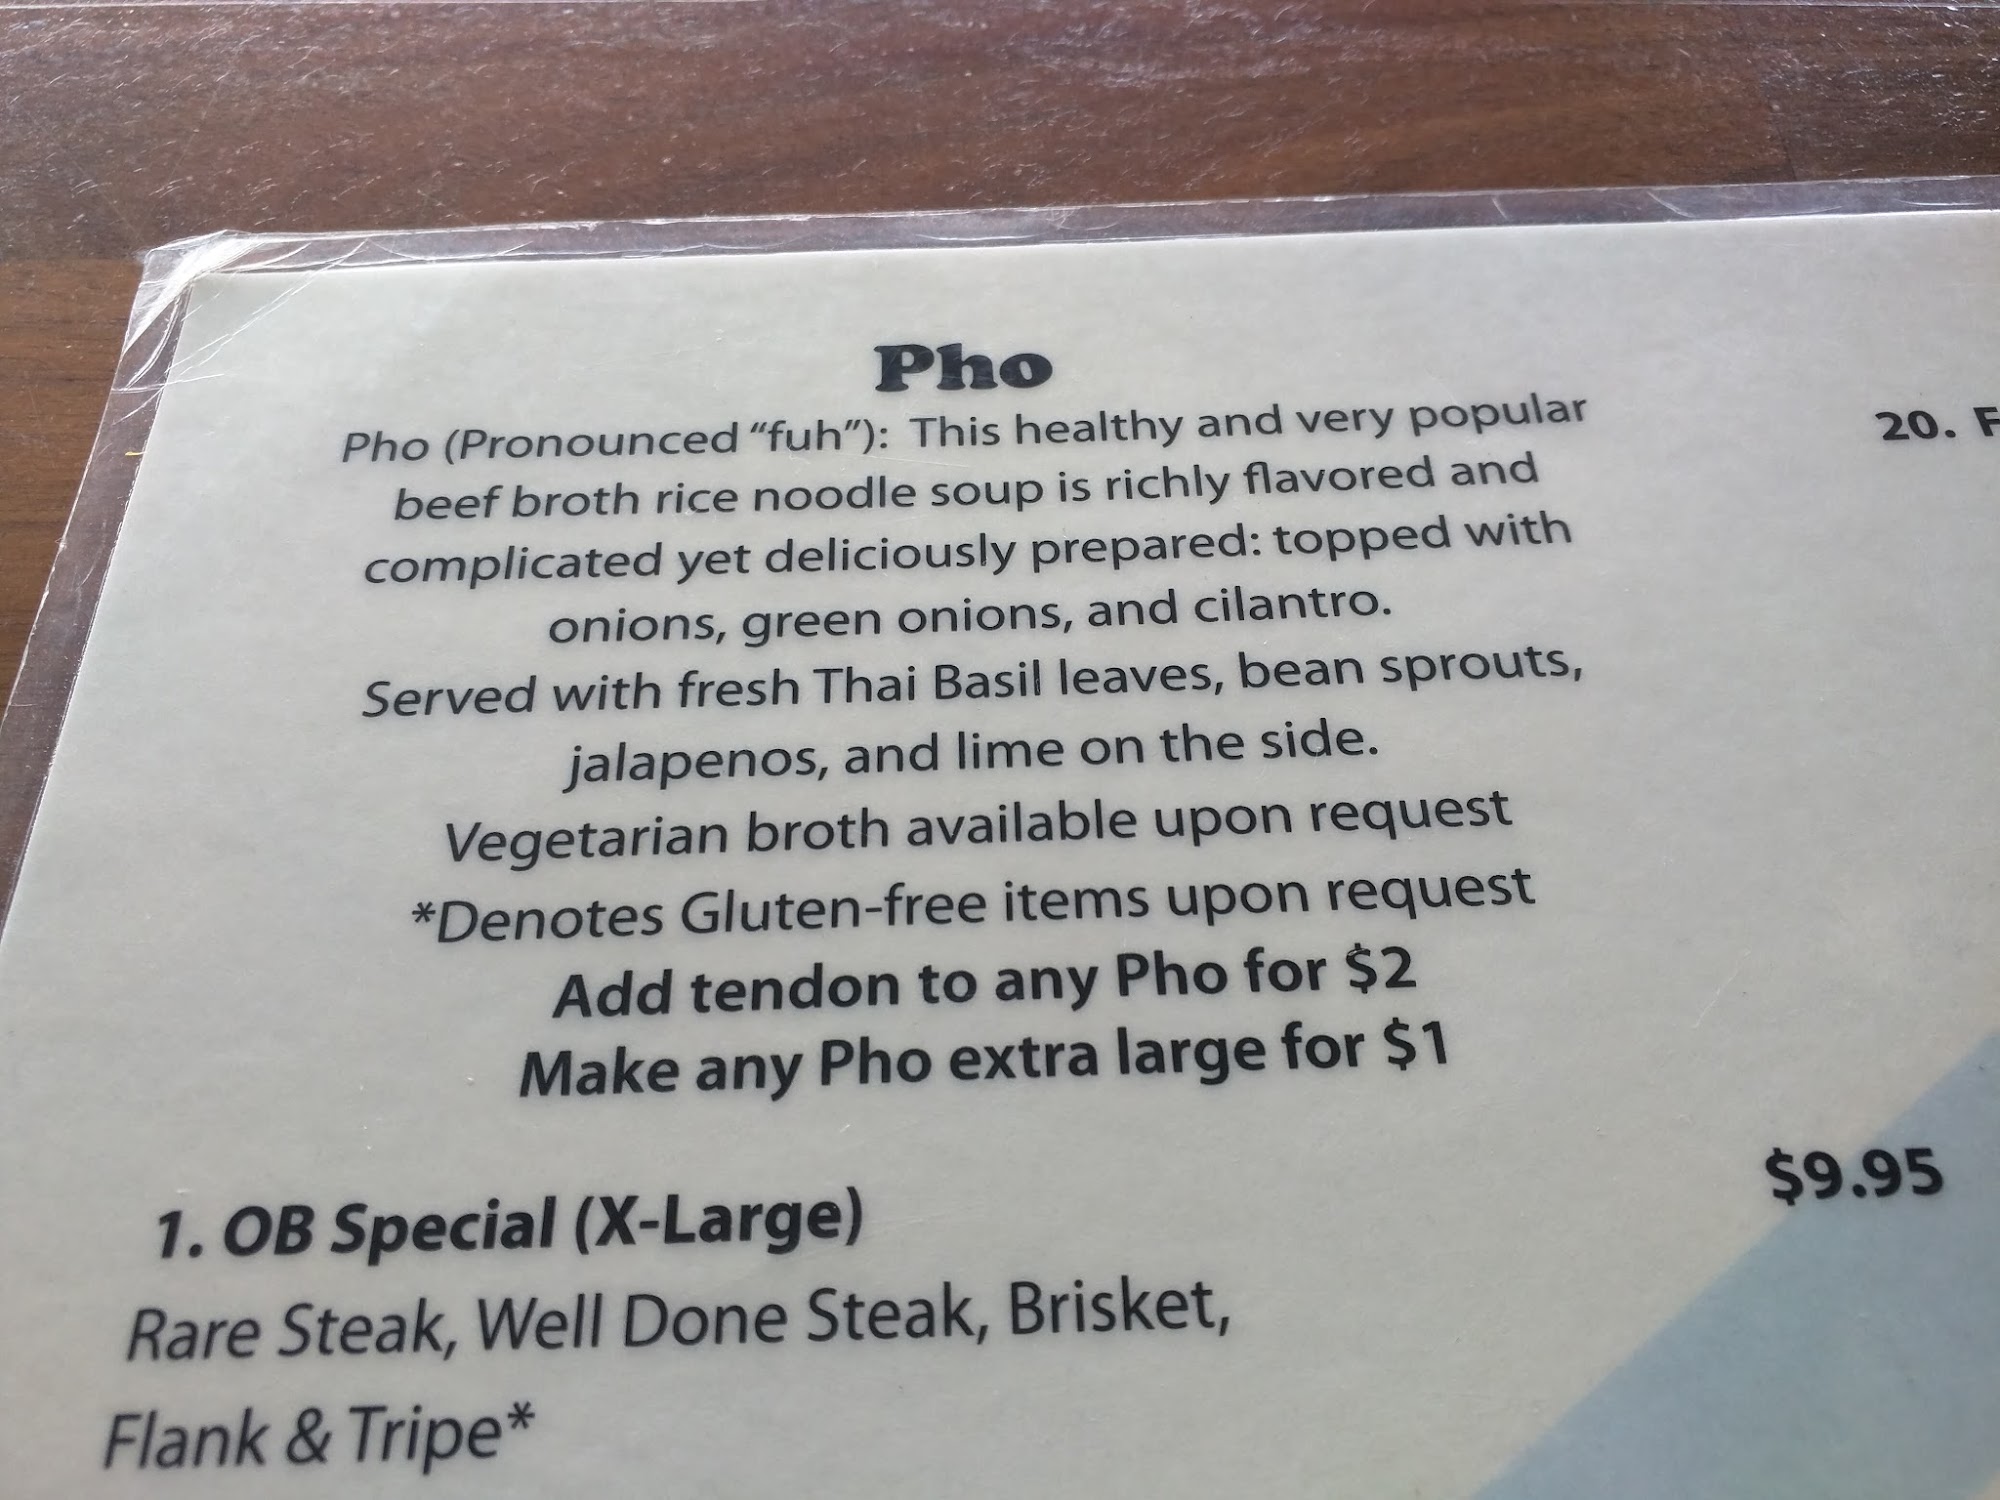 Pho
Pho (Pronounced “fuh”): This healthy and very popular
beef broth rice noodle soup is richly flavored and
complicated yet deliciously prepared: topped with
onions, green onions, and cilantro.
Served with fresh Thai Basil leaves, bean sprouts,
jalapenos, and lime on the side.
Vegetarian broth available upon request
*Denotes Gluten-free items upon request
Add tendon to any Pho for $2
Make any Pho extra large for $1
1. OB Special (X-Large) $9.95
Rare Steak, Well Done Steak, Brisket,
Flank & Tripe*
20.